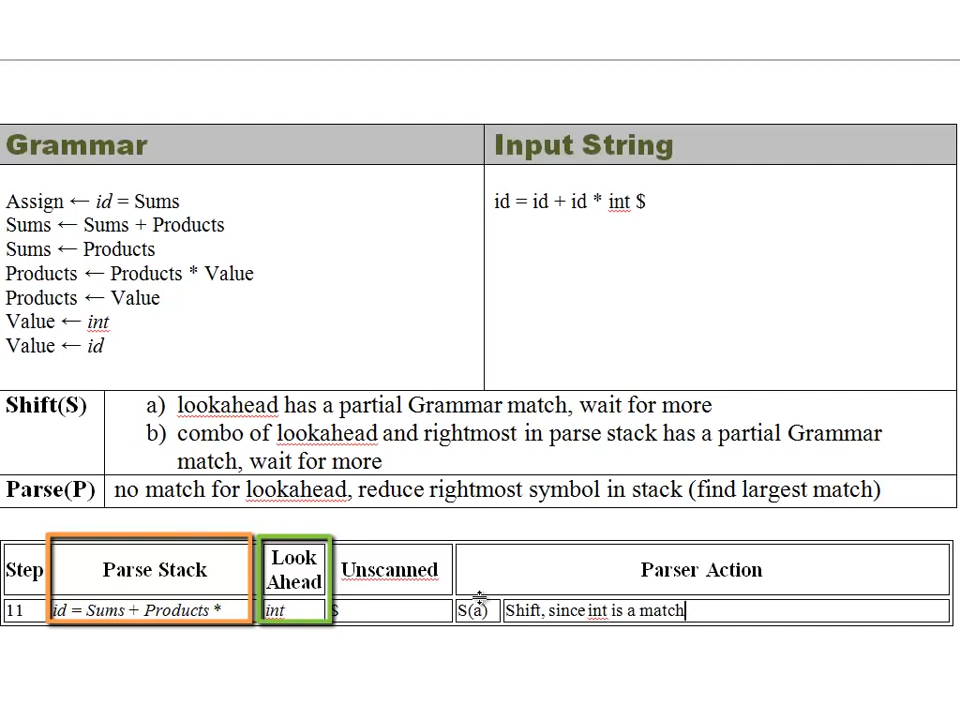 Grammar
Input String
Assign ← id = Sums
Sums ← Sums + Products
Sums ← Products
Products ← Products * Value
Products ← Value
Value ← int
Value ← id
id = id + id * int $
Shift(S)
a) lookahead has a partial Grammar match, wait for more
b) combo of lookahead and rightmost in parse stack has a partial Grammar
match, wait for more
Parse(P)
no match for lookahead, reduce rightmost symbol in stack (find largest match)
Step
Parse Stack
Look
Ahead
Unscanned
Parser Action
11
id = Sums + Products *
int
$
S(a)
Shift, since int is a match